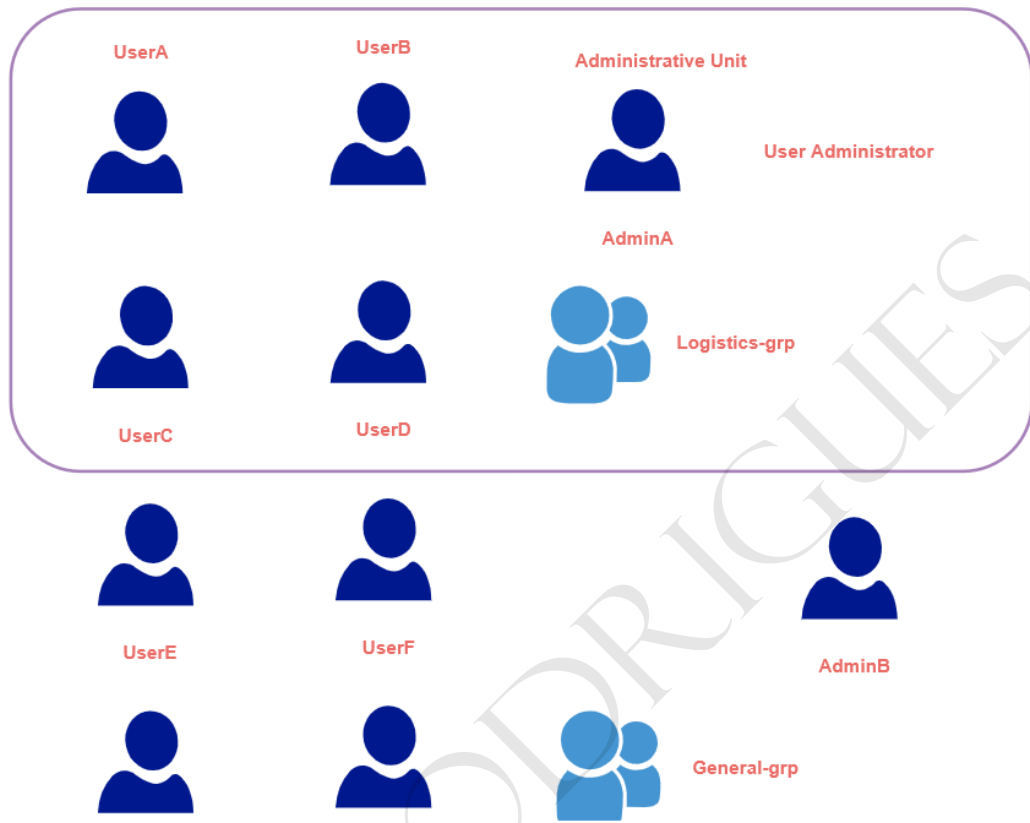 UserA
UserB
Administrative Unit
User Administrator
AdminA
Logistics-grp
UserC
UserD
UserE
UserF
AdminB
General-grp